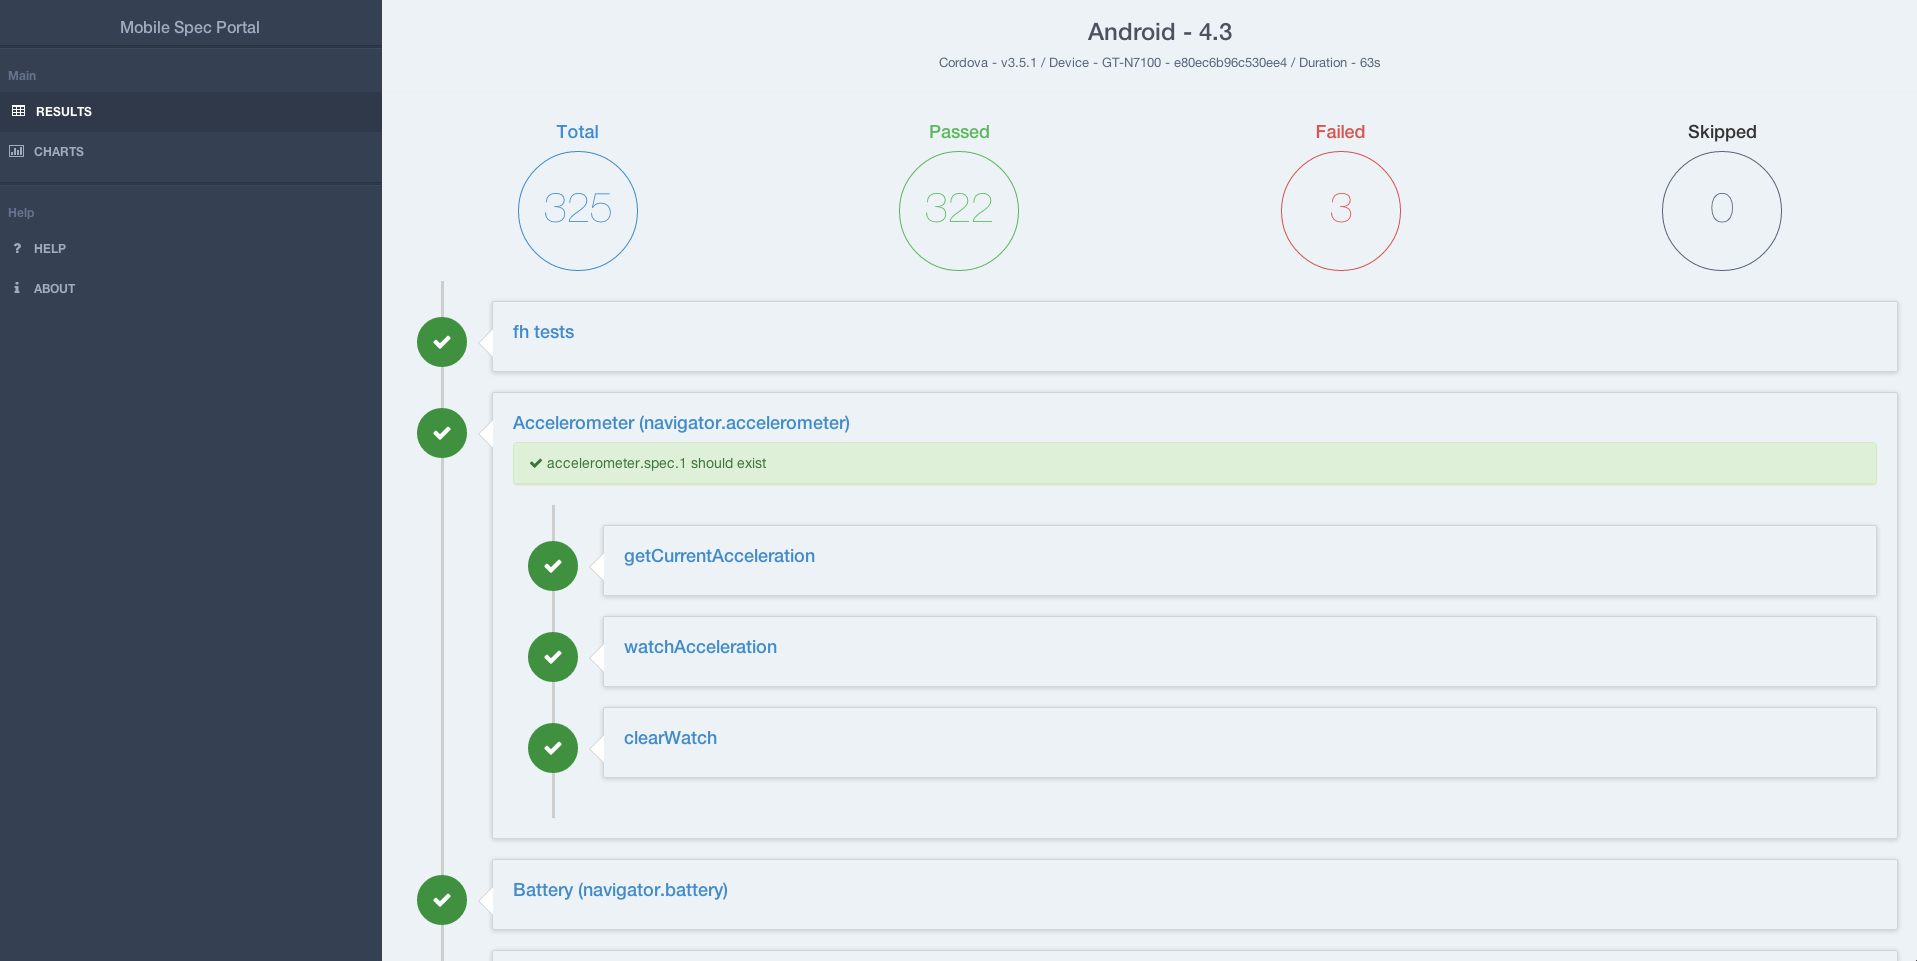 Mobile Spec Portal
Main
RESULTS
CHARTS
Help
HELP
ABOUT
Android - 4.3
Cordova - v3.5.1 / Device - GT-N7100 - e80ec6b96c530ee4 / Duration - 63s
Total
Passed
Failed
Skipped
325
322
3
0
fh tests
Accelerometer (navigator.accelerometer)
accelerometer.spec.1 should exist
getCurrentAcceleration
watchAcceleration
clearWatch
Battery (navigator.battery)